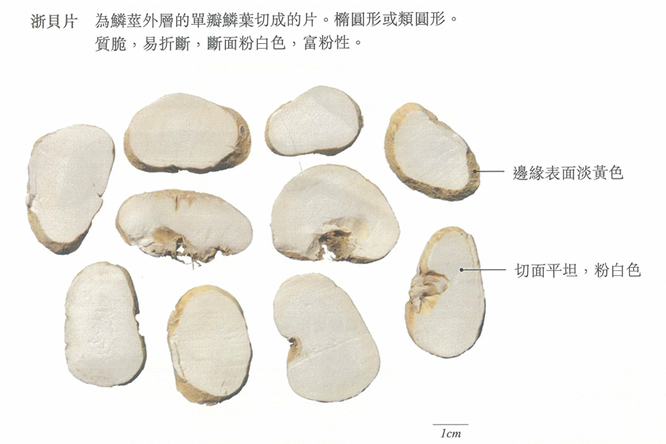 浙貝片　為鱗莖外層的單瓣鱗葉切成的片。橢圓形或類圓形。
質脆，易折斷，斷面粉白色，富粉性。
邊緣表面淡黃色
切面平坦，粉白色
1cm